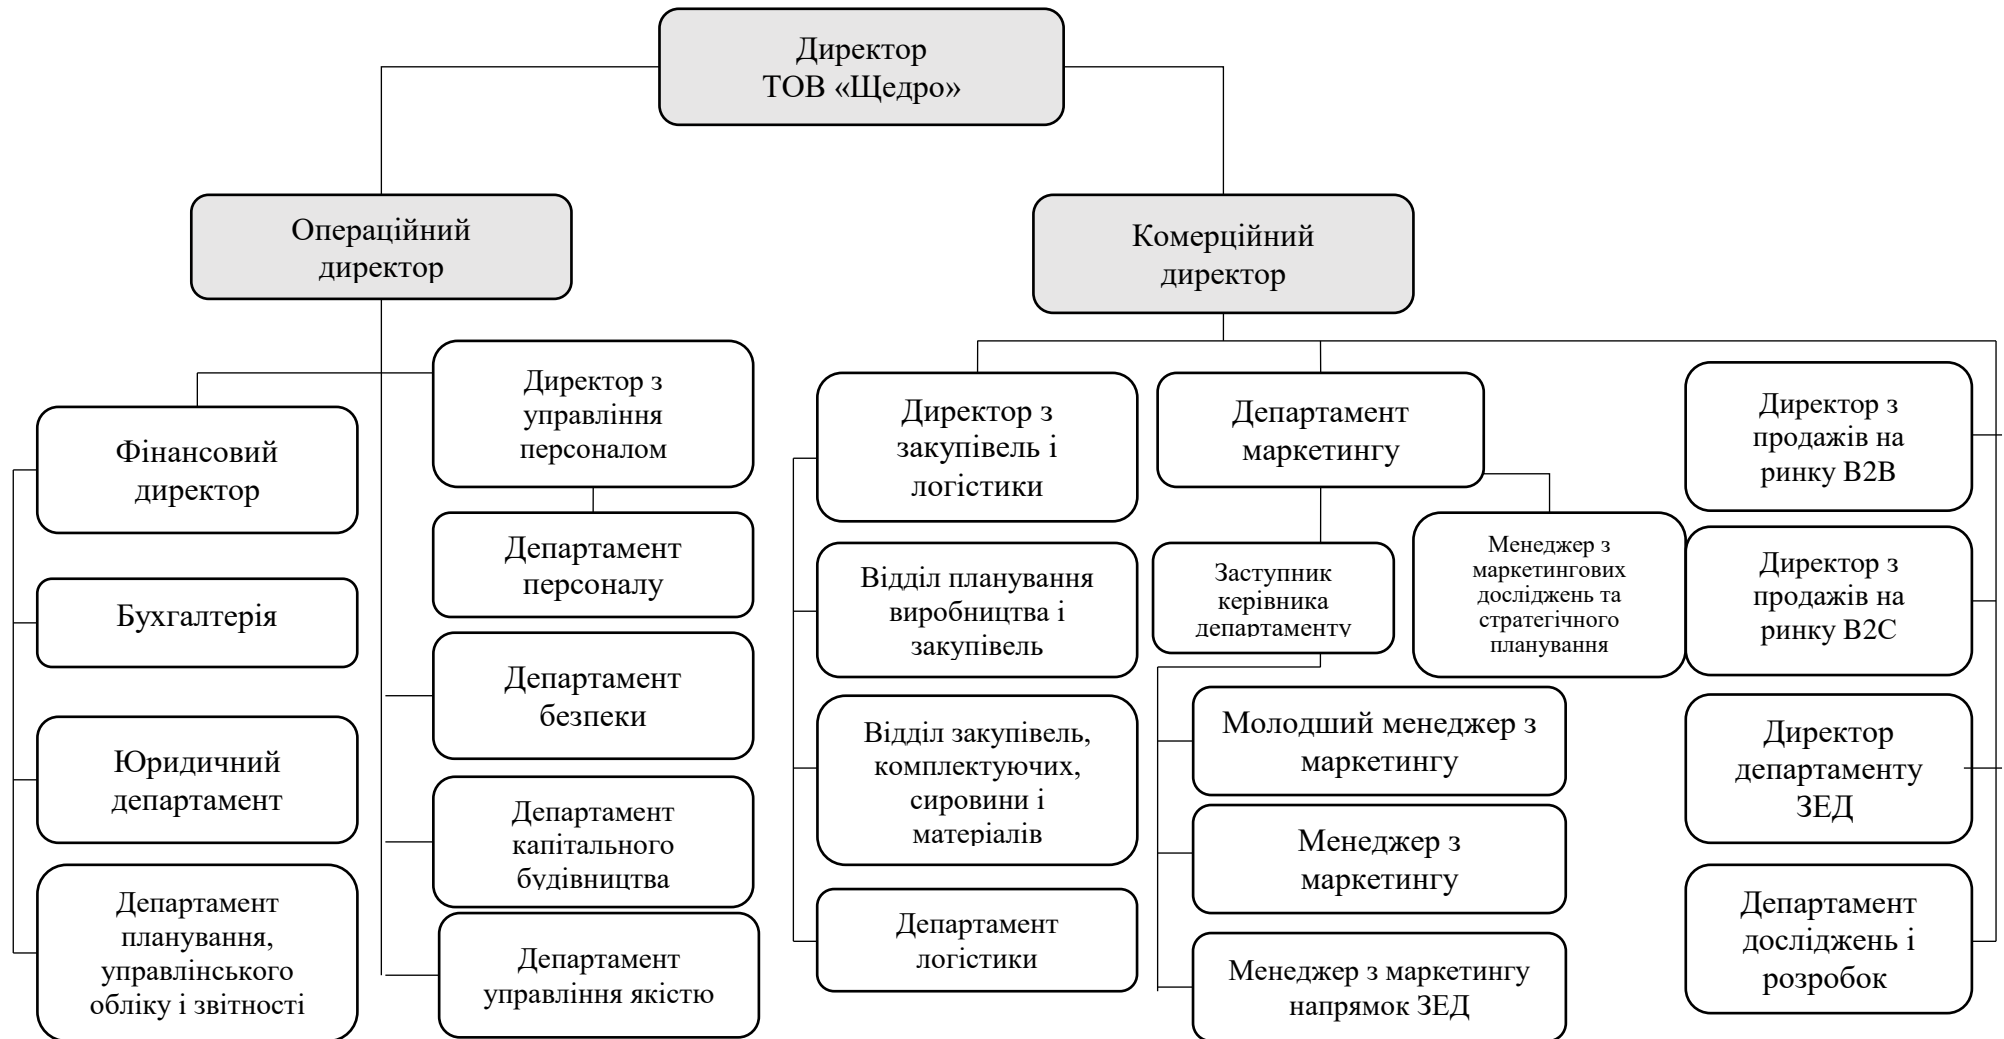 Директор
ТОВ «Щедро»
Операційний
директор
Комерційний
директор
Фінансовий
директор
Бухгалтерія
Юридичний
департамент
Департамент
планування,
управлінського
обліку і звітності
Директор з
управління
персоналом
Департамент
персоналу
Департамент
безпеки
Департамент
капітального
будівництва
Департамент
управління якістю
Директор з
закупівель і
логістики
Відділ планування
виробництва і
закупівель
Відділ закупівель,
комплектуючих,
сировини і
матеріалів
Департамент
логістики
Департамент
маркетингу
Заступник
керівника
департаменту
Менеджер з
маркетингових
досліджень та
стратегічного
планування
Молодший менеджер з
маркетингу
Менеджер з
маркетингу
Менеджер з маркетингу
напрямок ЗЕД
Директор з
продажів на
ринку B2B
Директор з
продажів на
ринку B2C
Директор
департаменту
ЗЕД
Департамент
досліджень і
розробок